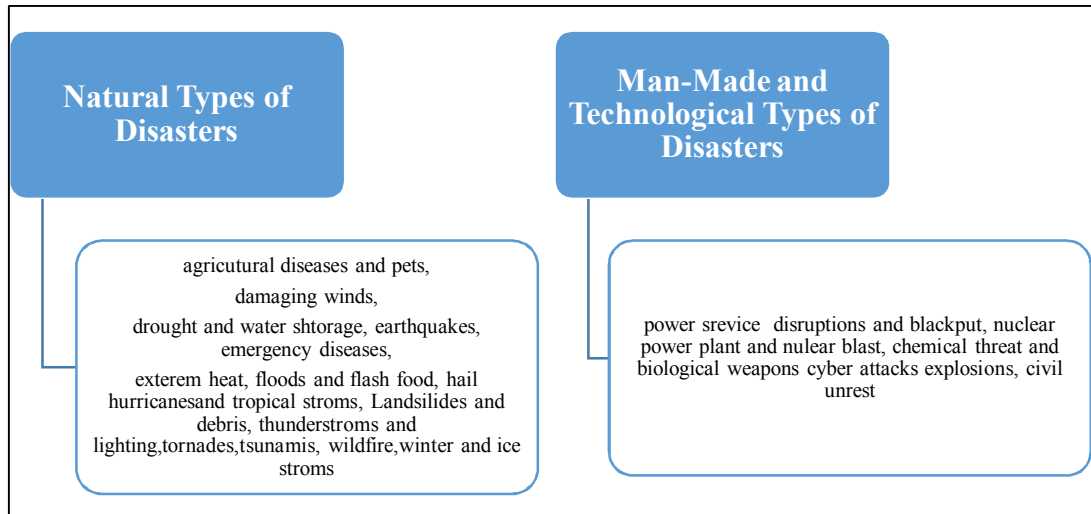 Natural Types of
Disasters
agricutural diseases and pets,
damaging winds,
drought and water shtorage, earthquakes,
emergency diseases,
exterem heat, floods and flash food, hail
hurricanesand tropical stroms, Landsilides and
debris, thunderstroms and
lighting,tornades,tsunamis, wildfire,winter and ice
stroms
Man-Made and
Technological Types of
Disasters
power srevice disruptions and blackput, nuclear
power plant and nulear blast, chemical threat and
biological weapons cyber attacks explosions, civil
unrest